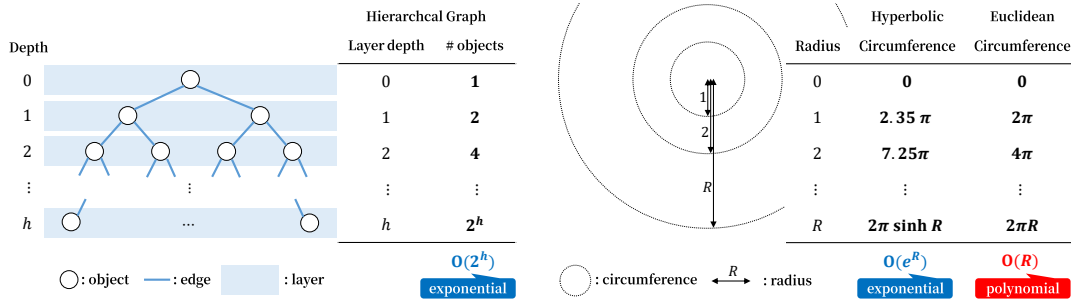 Hierarchcal Graph
Depth
Layer depth # objects
0
0 1
1
1 2
2
2 4
⋮ ⋮
⋮ ⋮
h ...
h 2^h
O(2^h)
exponential
: object : edge : layer
Hyperbolic Euclidean
Radius Circumference Circumference
0 0 0
1
1 2.35 π 2π
2
2 7.25π 4π
⋮ ⋮ ⋮
R
R 2π sinh R 2πR
O(e^R) O(R)
exponential polynomial
: circumference R : radius